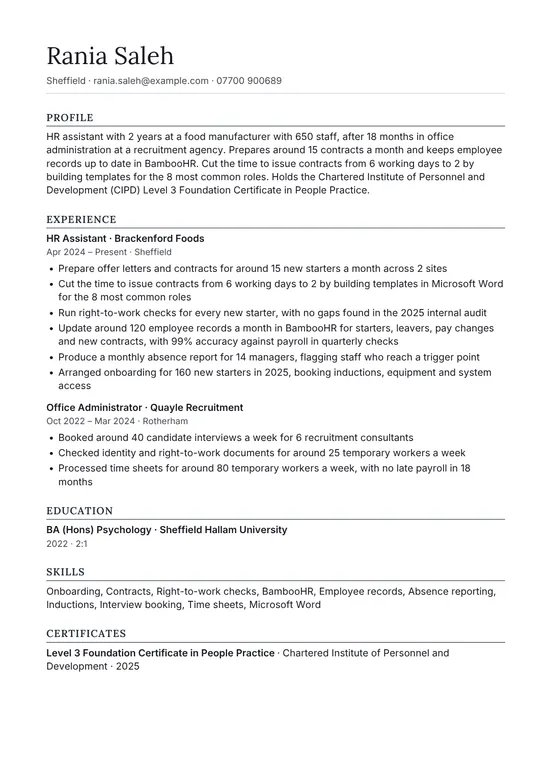 Rania Saleh
Sheffield · rania.saleh@example.com · 07700 900689
PROFILE
HR assistant with 2 years at a food manufacturer with 650 staff, after 18 months in office
administration at a recruitment agency. Prepares around 15 contracts a month and keeps employee
records up to date in BambooHR. Cut the time to issue contracts from 6 working days to 2 by
building templates for the 8 most common roles. Holds the Chartered Institute of Personnel and
Development (CIPD) Level 3 Foundation Certificate in People Practice.
EXPERIENCE
HR Assistant · Brackenford Foods
Apr 2024 – Present · Sheffield
• Prepare offer letters and contracts for around 15 new starters a month across 2 sites
• Cut the time to issue contracts from 6 working days to 2 by building templates in Microsoft Word
for the 8 most common roles
• Run right-to-work checks for every new starter, with no gaps found in the 2025 internal audit
• Update around 120 employee records a month in BambooHR for starters, leavers, pay changes
and new contracts, with 99% accuracy against payroll in quarterly checks
• Produce a monthly absence report for 14 managers, flagging staff who reach a trigger point
• Arranged onboarding for 160 new starters in 2025, booking inductions, equipment and system
access
Office Administrator · Quayle Recruitment
Oct 2022 – Mar 2024 · Rotherham
• Booked around 40 candidate interviews a week for 6 recruitment consultants
• Checked identity and right-to-work documents for around 25 temporary workers a week
• Processed time sheets for around 80 temporary workers a week, with no late payroll in 18
months
EDUCATION
BA (Hons) Psychology · Sheffield Hallam University
2022 · 2:1
SKILLS
Onboarding, Contracts, Right-to-work checks, BambooHR, Employee records, Absence reporting,
Inductions, Interview booking, Time sheets, Microsoft Word
CERTIFICATES
Level 3 Foundation Certificate in People Practice · Chartered Institute of Personnel and
Development · 2025